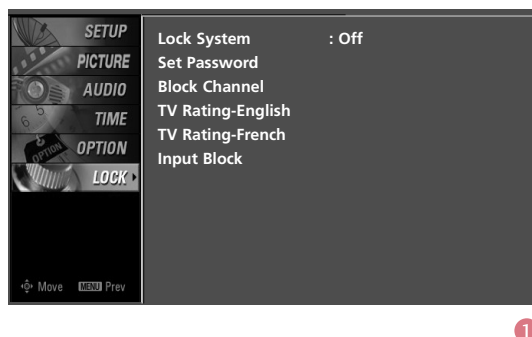 SETUP
PICTURE
AUDIO
TIME
OPTION
LOCK
Move MENU Prev
Lock System : Off
Set Password
Block Channel
TV Rating-English
TV Rating-French
Input Block
1